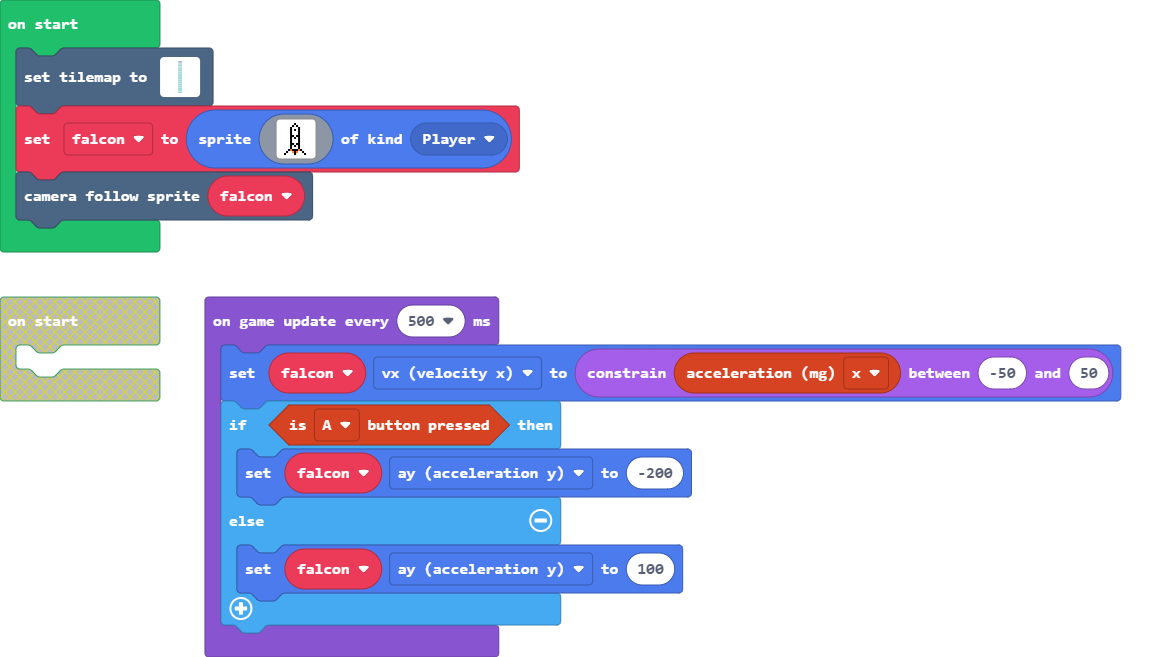 on start
set tilemap to
set falcon to sprite of kind Player
camera follow sprite falcon
on start
on game update every 500 ms
set falcon vx (velocity x) to constrain acceleration (mg) x between -50 and 50
if is A button pressed then
set falcon ay (acceleration y) to -200
else
set falcon ay (acceleration y) to 100